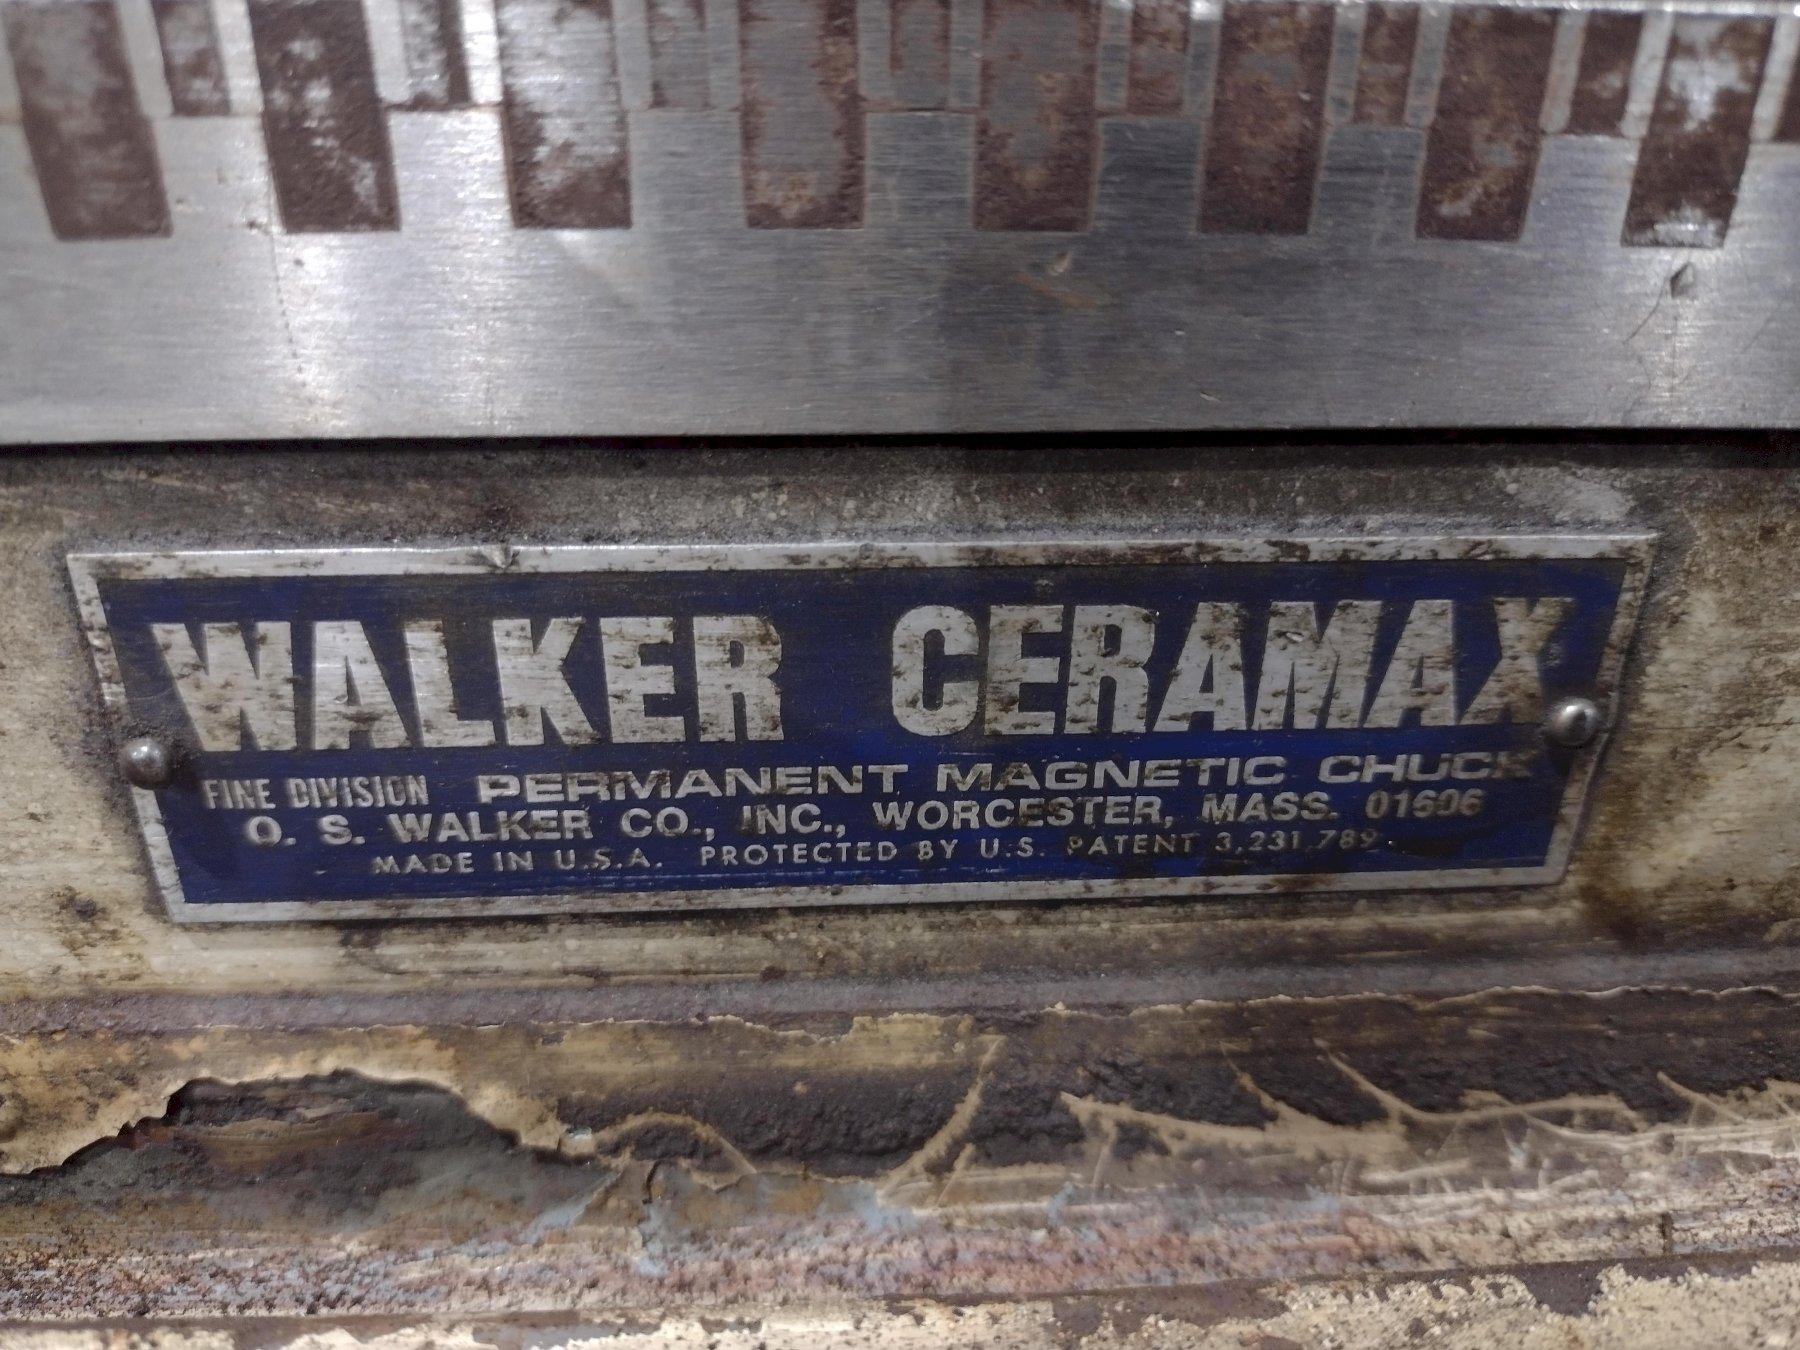 WALKER CERAMAX
FINE DIVISION PERMANENT MAGNETIC CHUCK
O. S. WALKER CO., INC., WORCESTER, MASS. 01606
MADE IN U.S.A. PROTECTED BY U.S. PATENT 3,231,789